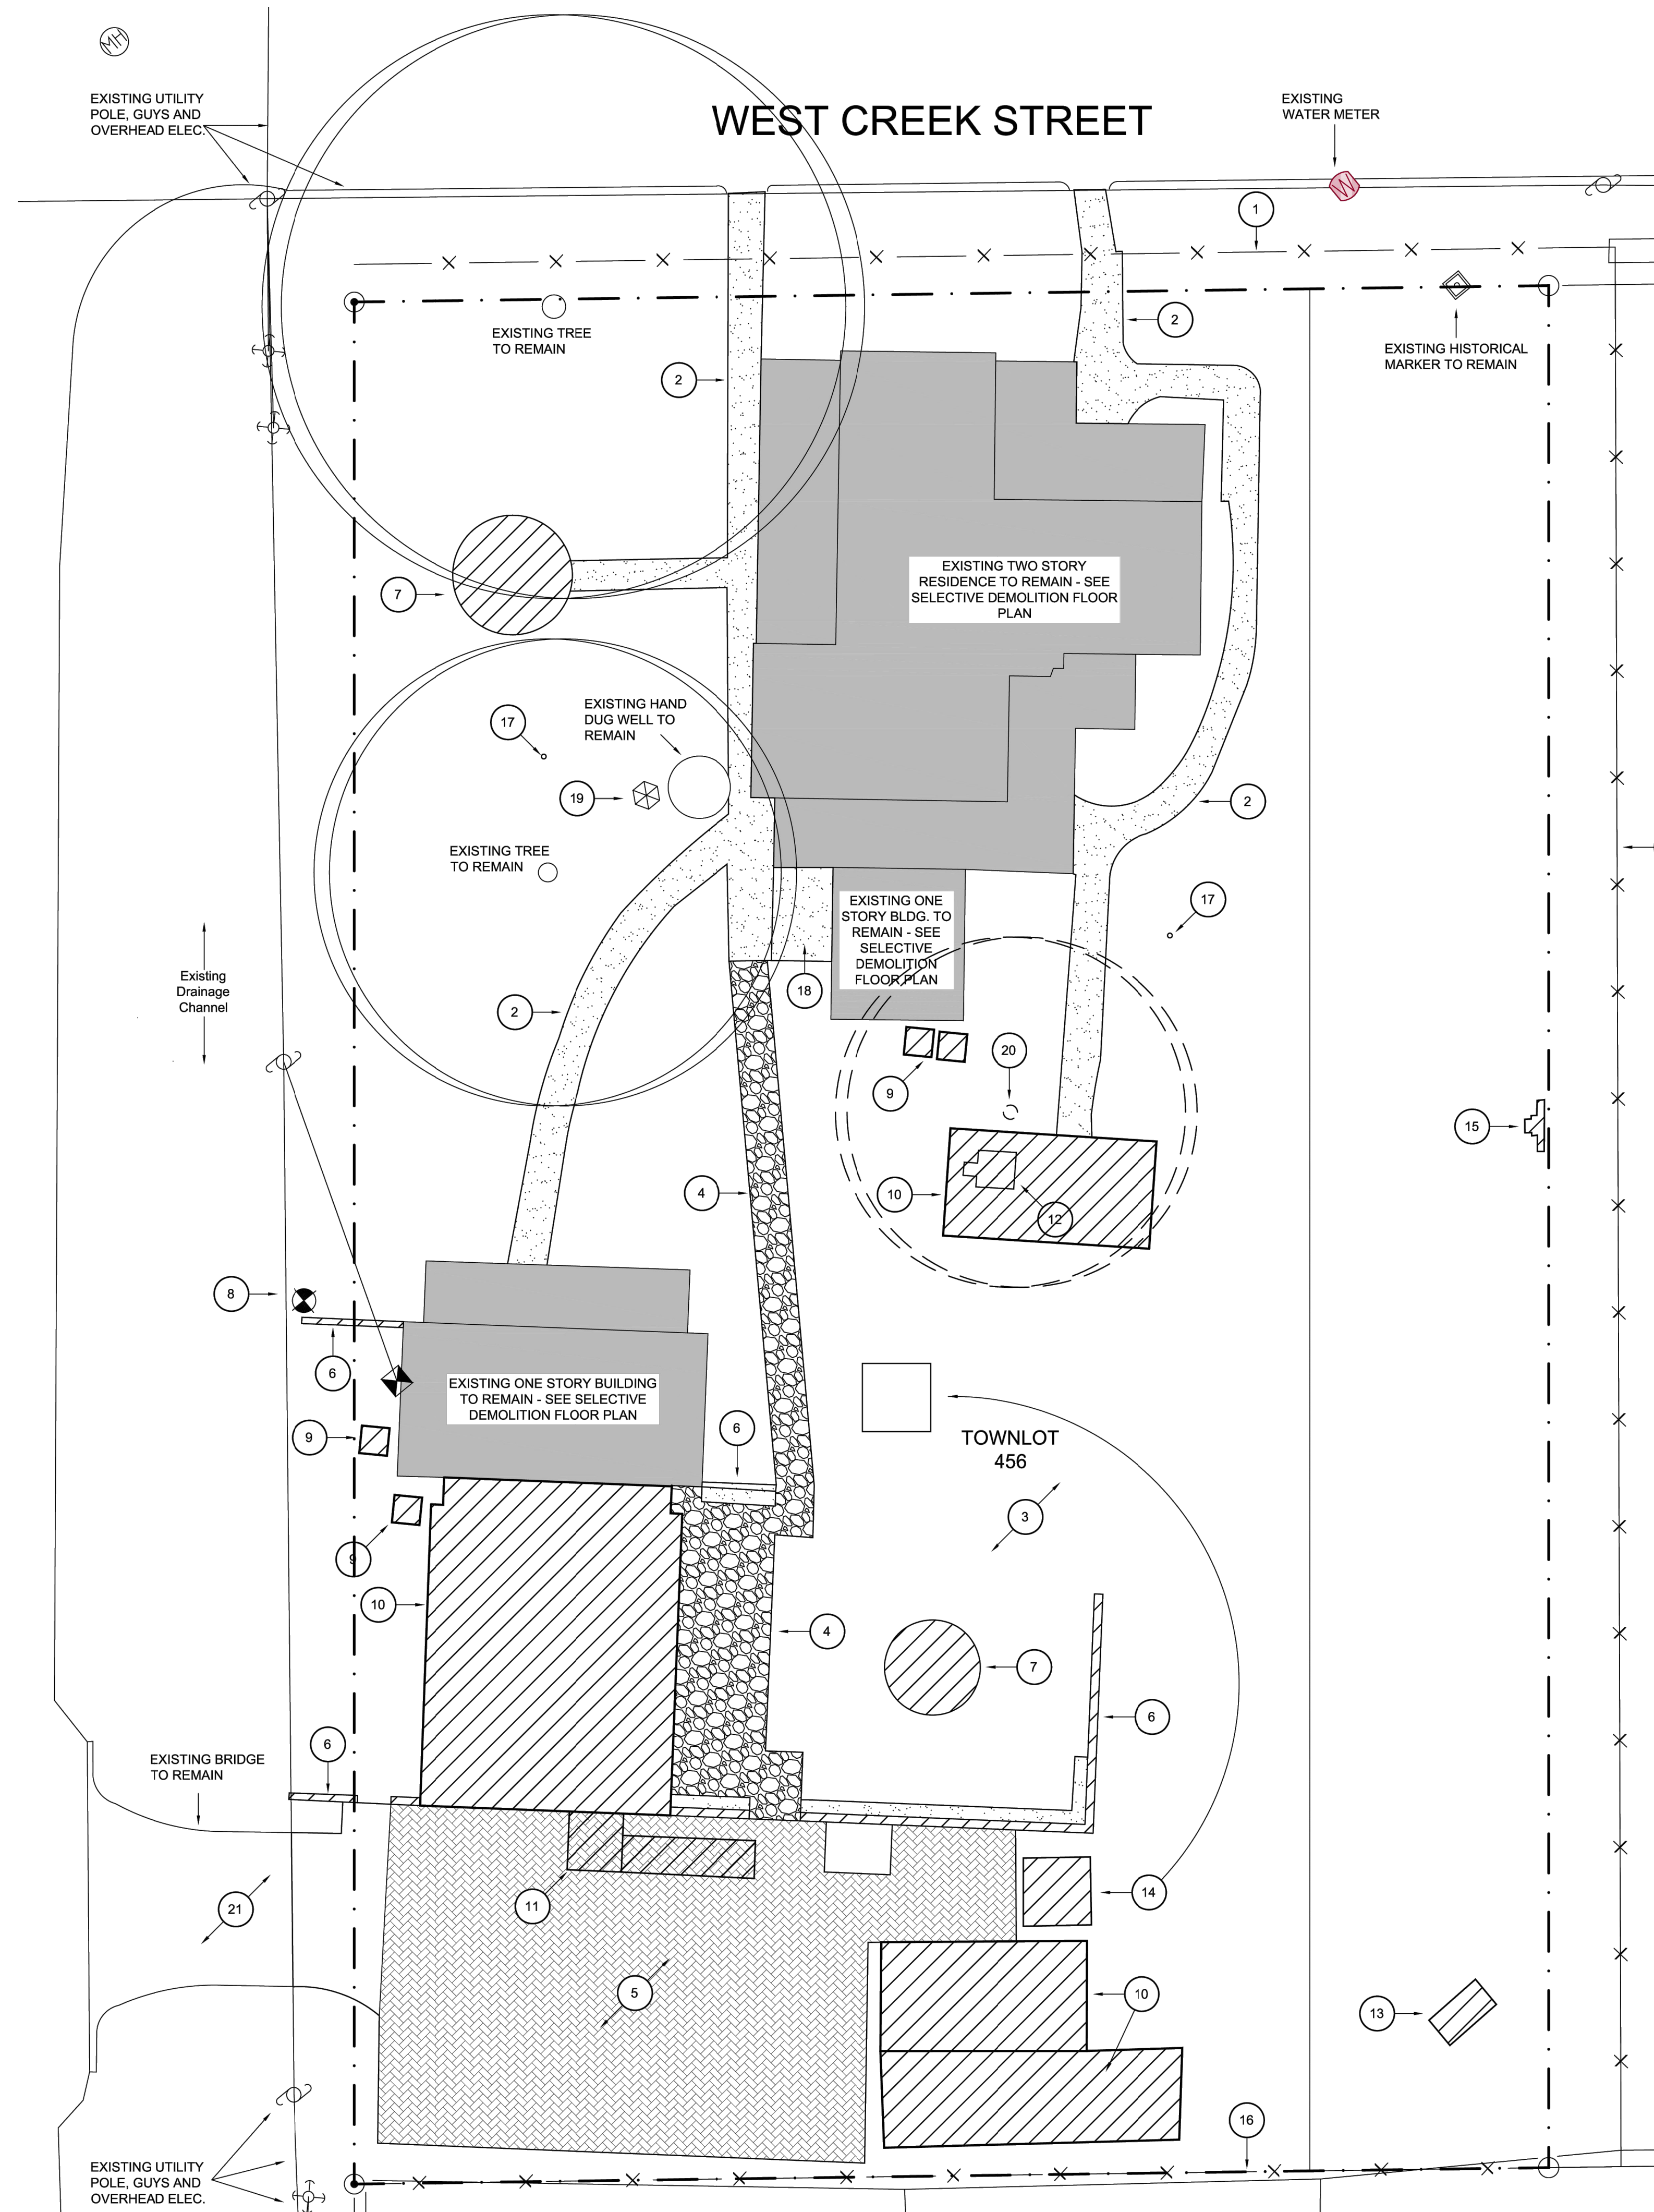 MH
EXISTING UTILITY
POLE, GUYS AND
OVERHEAD ELEC.
WEST CREEK STREET
EXISTING
WATER METER
W
1
2
EXISTING TREE
TO REMAIN
EXISTING HISTORICAL
MARKER TO REMAIN
2
EXISTING TWO STORY
RESIDENCE TO REMAIN - SEE
SELECTIVE DEMOLITION FLOOR
PLAN
7
EXISTING HAND
DUG WELL TO
REMAIN
17
19
2
EXISTING TREE
TO REMAIN
17
EXISTING ONE
STORY BLDG. TO
REMAIN - SEE
SELECTIVE
DEMOLITION
FLOOR PLAN
Existing
Drainage
Channel
18
2
20
9
15
4
10
12
8
6
EXISTING ONE STORY BUILDING
TO REMAIN - SEE SELECTIVE
DEMOLITION FLOOR PLAN
9
6
TOWNLOT
456
3
9
10
4
7
6
6
EXISTING BRIDGE
TO REMAIN
14
11
21
5
10
13
16
EXISTING UTILITY
POLE, GUYS AND
OVERHEAD ELEC.